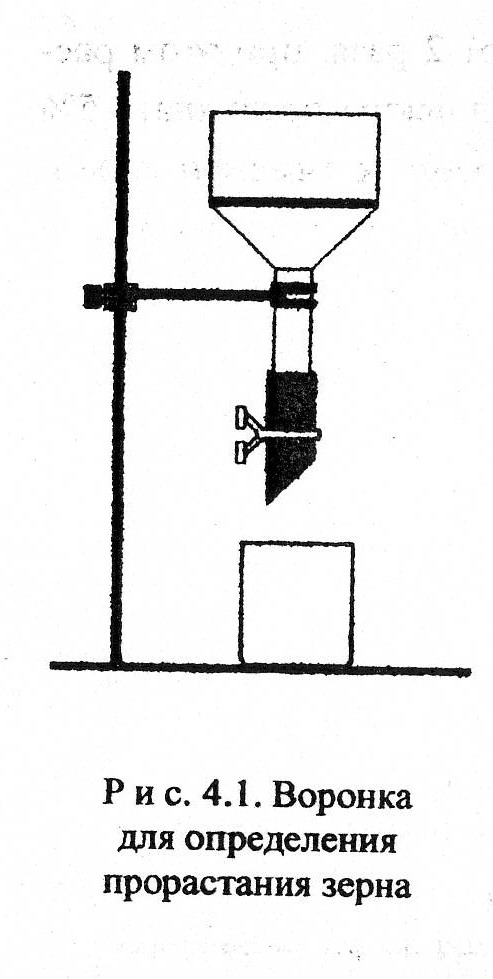 Р и с. 4.1. Воронка
для определения
прорастания зерна